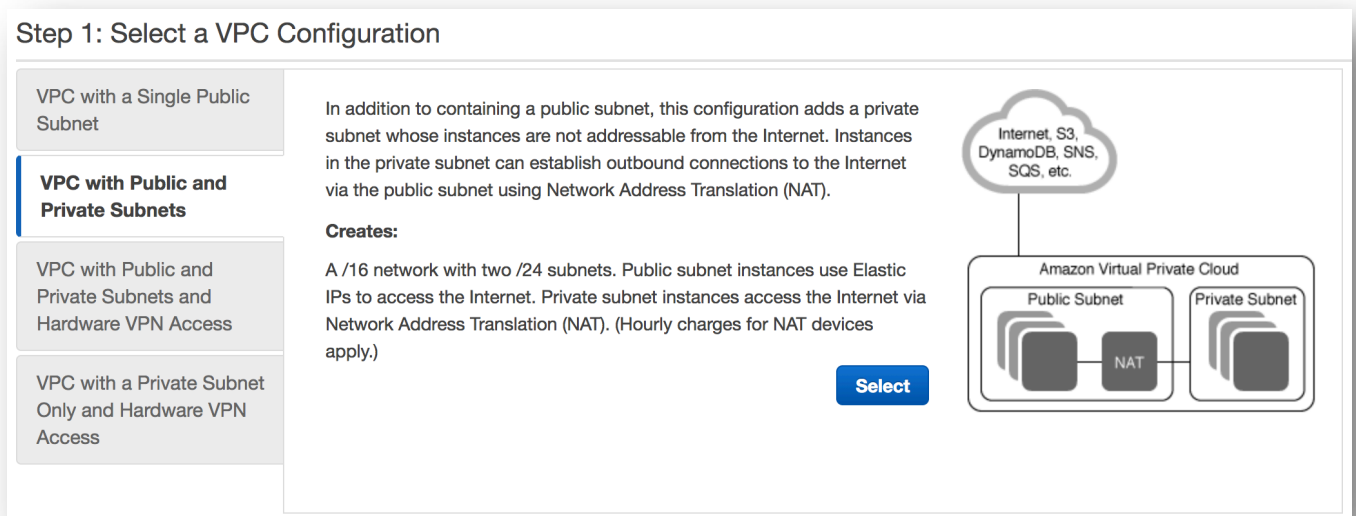 Step 1: Select a VPC Configuration
VPC with a Single Public
Subnet
VPC with Public and
Private Subnets
VPC with Public and
Private Subnets and
Hardware VPN Access
VPC with a Private Subnet
Only and Hardware VPN
Access
In addition to containing a public subnet, this configuration adds a private
subnet whose instances are not addressable from the Internet. Instances
in the private subnet can establish outbound connections to the Internet
via the public subnet using Network Address Translation (NAT).
Creates:
A /16 network with two /24 subnets. Public subnet instances use Elastic
IPs to access the Internet. Private subnet instances access the Internet via
Network Address Translation (NAT). (Hourly charges for NAT devices
apply.)
Select
Internet, S3,
DynamoDB, SNS,
SQS, etc.
Amazon Virtual Private Cloud
Public Subnet
Private Subnet
NAT